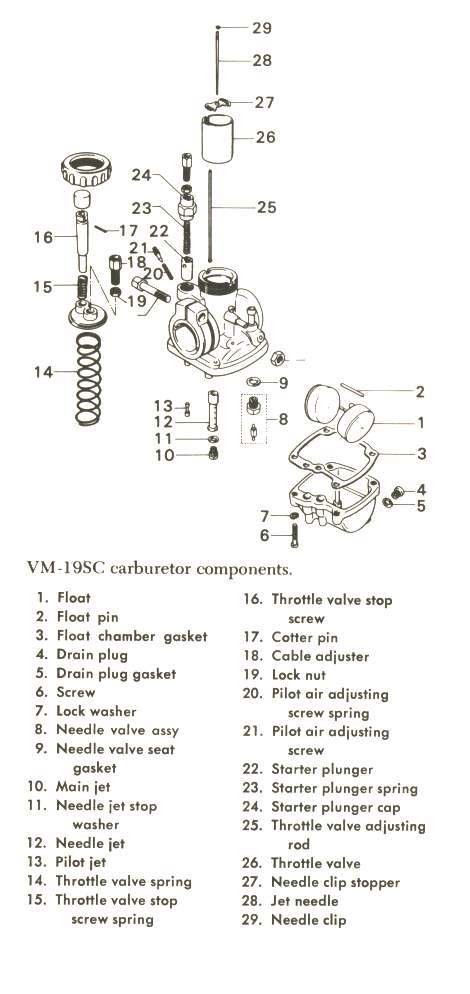 29
28
27
26
24
23
25
16
17
22
21
18
20
15
19
14
9
2
13
8
1
12
11
3
10
4
7
5
6
VM-19SC carburetor components.
1. Float
2. Float pin
3. Float chamber gasket
4. Drain plug
5. Drain plug gasket
6. Screw
7. Lock washer
8. Needle valve assy
9. Needle valve seat
gasket
10. Main jet
11. Needle jet stop
washer
12. Needle jet
13. Pilot jet
14. Throttle valve spring
15. Throttle valve stop
screw spring
16. Throttle valve stop
screw
17. Cotter pin
18. Cable adjuster
19. Lock nut
20. Pilot air adjusting
screw spring
21. Pilot air adjusting
screw
22. Starter plunger
23. Starter plunger spring
24. Starter plunger cap
25. Throttle valve adjusting
rod
26. Throttle valve
27. Needle clip stopper
28. Jet needle
29. Needle clip